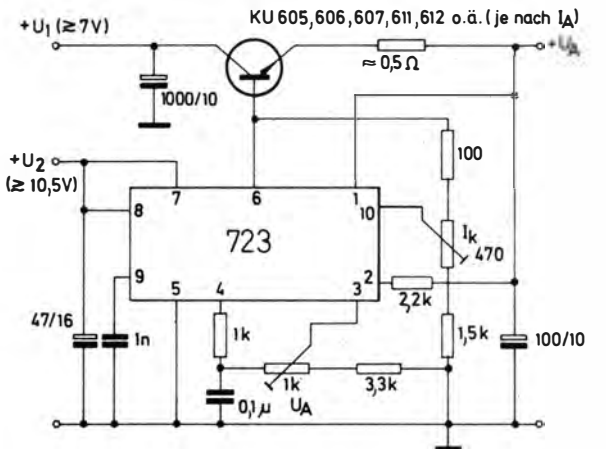 KU 605,606,607,611,612 o.ä.(je nach IA)
+U1 (≥7V)
+UA
≈ 0,5 Ω
1000/10
+U2
(≥ 10,5V)
100
7
6
1
10
8
Ik
470
723
9
2
5
4
3
2,2k
47/16
1n
1k
1,5k
100/10
1k
3,3k
0,1 µ
UA